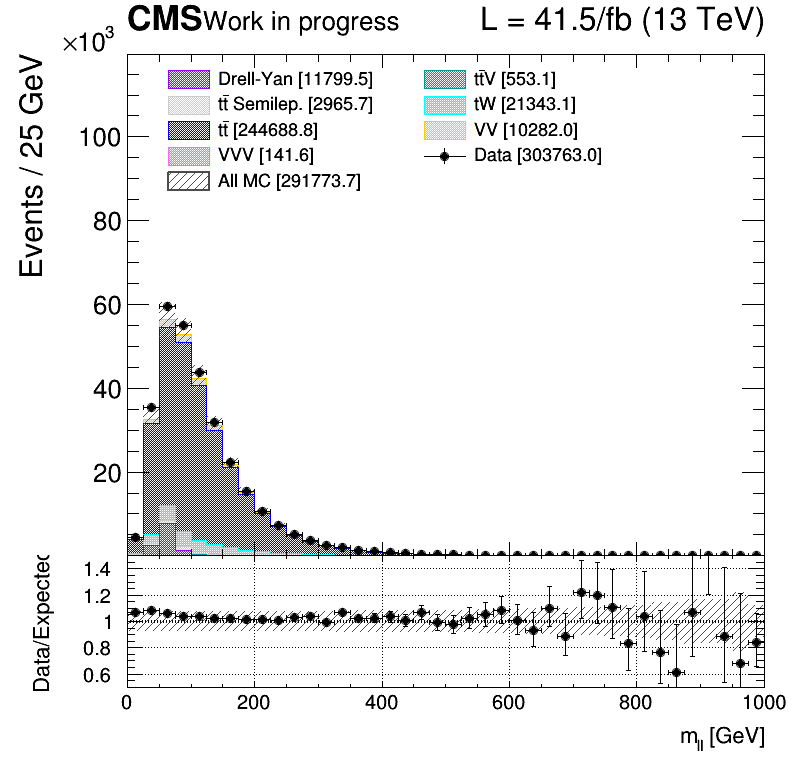 CMS Work in progress L = 41.5/fb (13 TeV)
×10³
Events / 25 GeV
Drell-Yan [11799.5]
tt̄ Semilep. [2965.7]
tt̄ [244688.8]
VVV [141.6]
All MC [291773.7]
tt̄V [553.1]
tW [21343.1]
VV [10282.0]
Data [303763.0]
100
80
60
40
20
Data/Expected
1.4
1.2
1
0.8
0.6
0 200 400 600 800 1000
m_ll [GeV]